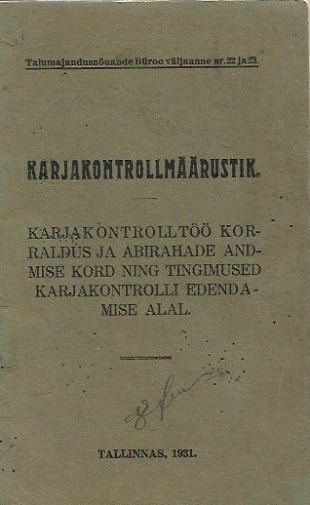 Talumajandusnõuande Büroo väljaanne nr. 22 ja 23.
KARJAKONTROLLMÄÄRUSTIK.
KARJAKONTROLLTÖÖ KOR-
RALDUS JA ABIRAHADE AND-
MISE KORD NING TINGIMUSED
KARJAKONTROLLI EDENDA-
MISE ALAL.
TALLINNAS, 1931.